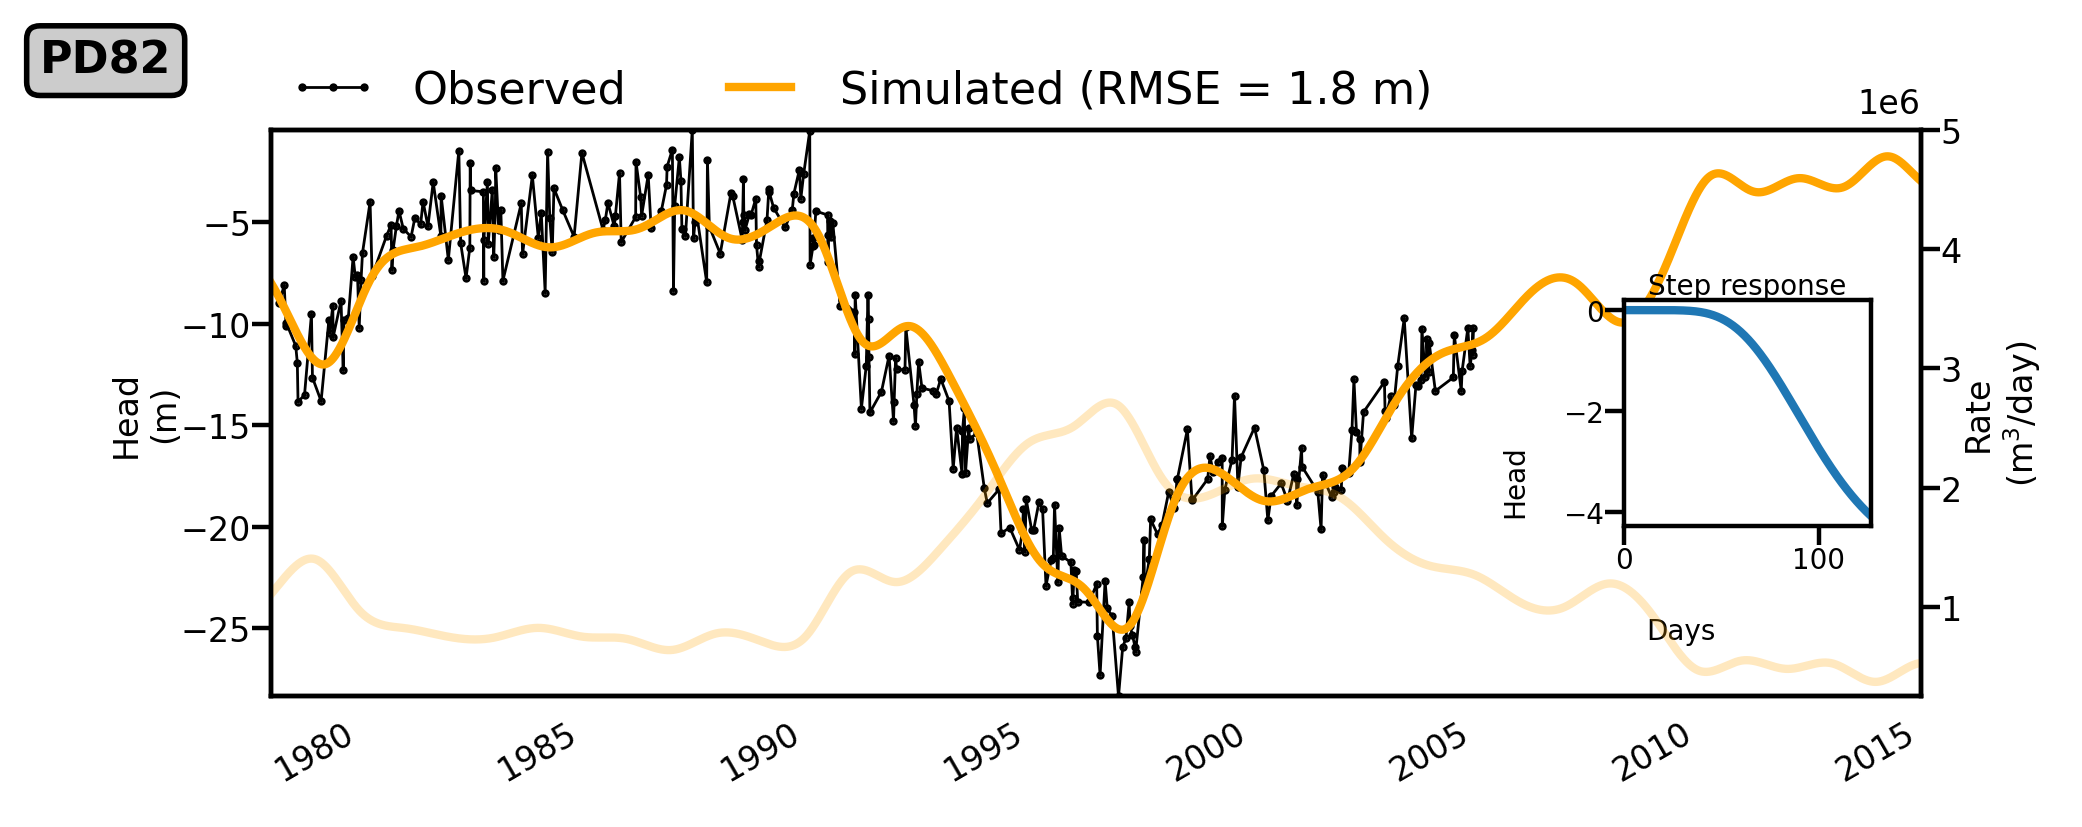 PD82
Observed
Simulated (RMSE = 1.8 m)
1e6
Head
(m)
−5
−10
−15
−20
−25
5
4
3
2
1
Rate
(m³/day)
Step response
Head
0
−2
−4
0 100
Days
1980 1985 1990 1995 2000 2005 2010 2015